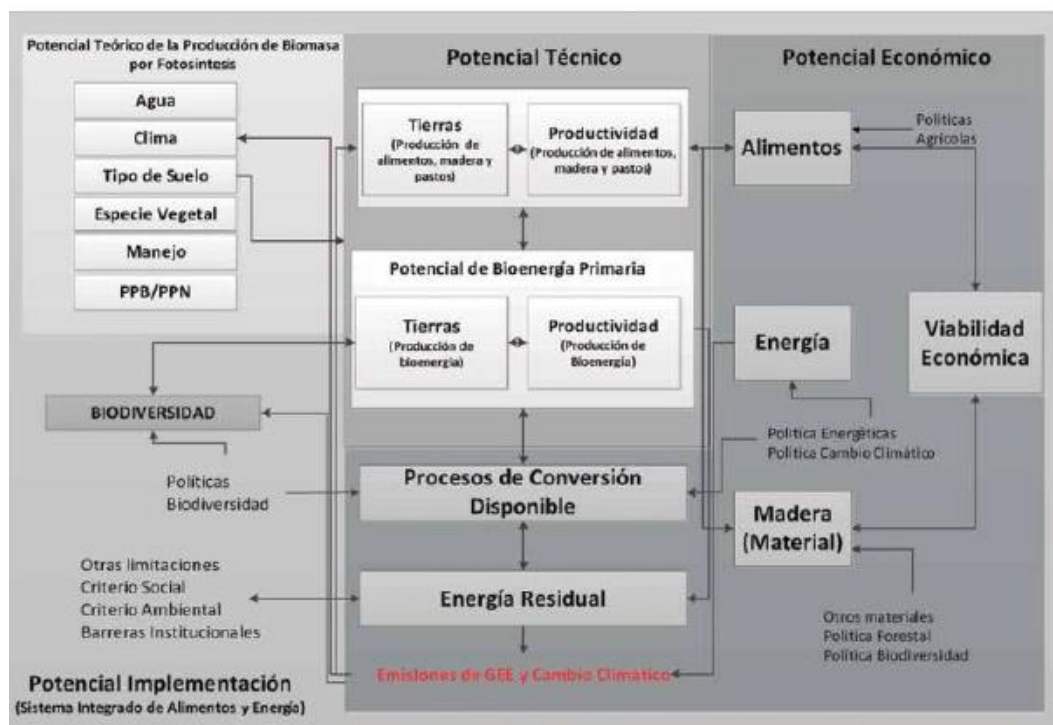 Potencial Teórico de la Producción de Biomasa
por Fotosíntesis
Agua
Clima
Tipo de Suelo
Especie Vegetal
Manejo
PPB/PPN
BIODIVERSIDAD
Políticas
Biodiversidad
Otras limitaciones
Criterio Social
Criterio Ambiental
Barreras Institucionales
Potencial Implementación
(Sistema Integrado de Alimentos y Energía)
Potencial Técnico
Tierras
(Producción de
alimentos, madera y
pastos)
Productividad
(Producción de alimentos,
madera y pastos)
Potencial de Bioenergía Primaria
Tierras
(Producción de
bioenergia)
Productividad
(Producción de
Bioenergía)
Procesos de Conversión
Disponible
Energía Residual
Emisiones de GEE y Cambio Climático
Potencial Económico
Alimentos
Políticas
Agrícolas
Energía
Viabilidad
Económica
Política Energéticas
Política Cambio Climático
Madera
(Material)
Otros materiales
Política Forestal
Política Biodiversidad